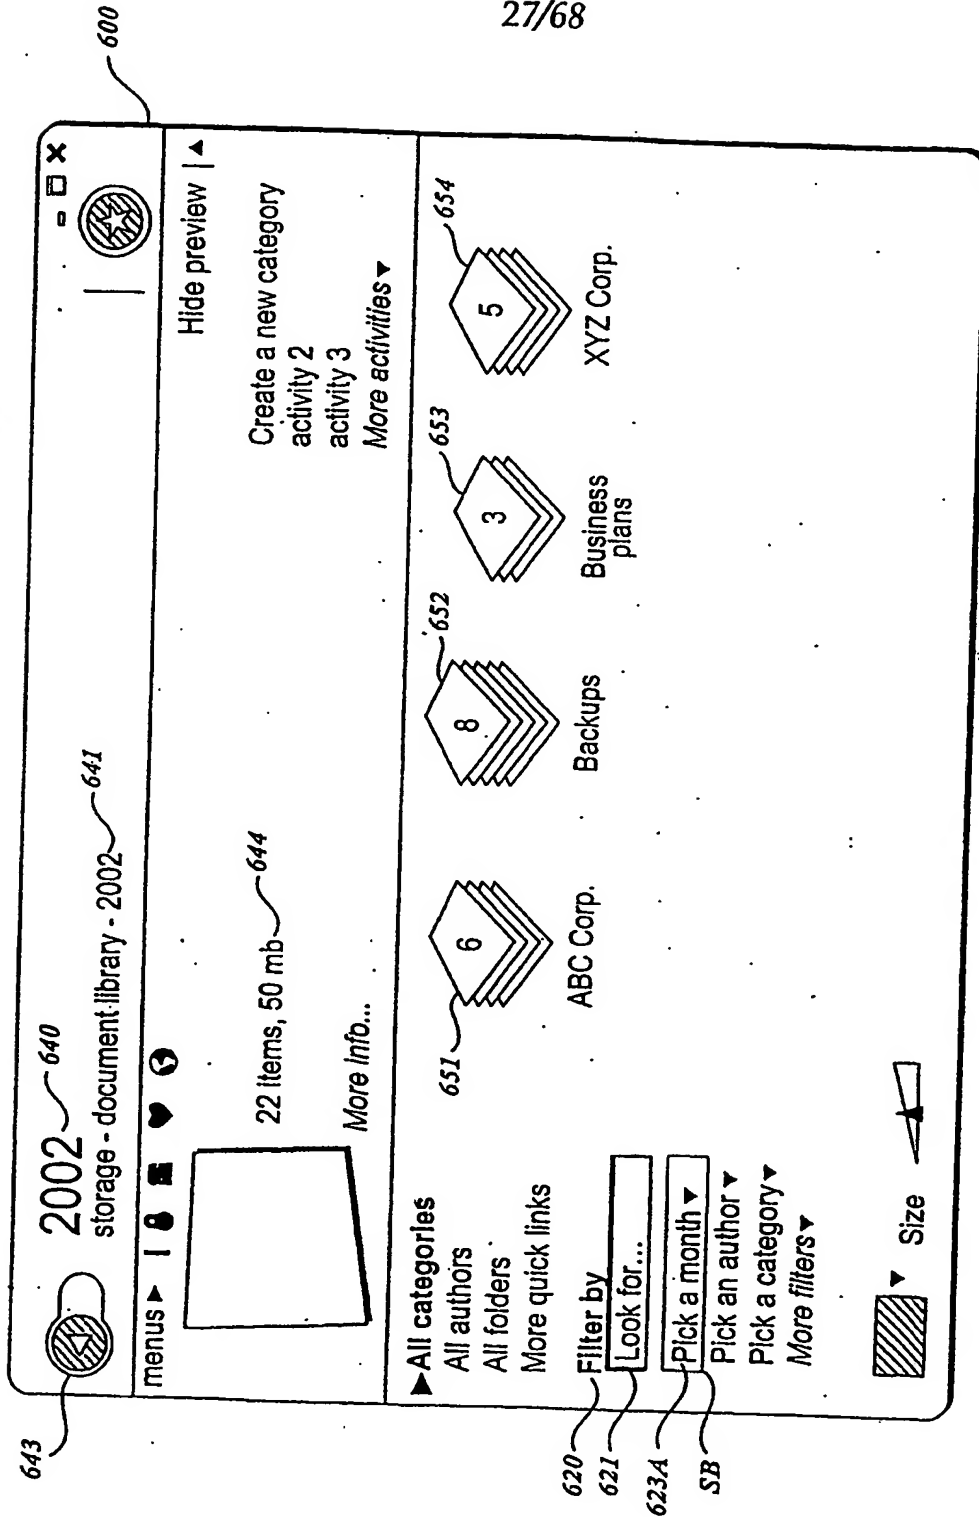 27/68
600
2002 640
storage - document library - 2002 641
643
menus
Hide preview
22 items, 50 mb 644
More Info...
Create a new category
activity 2
activity 3
More activities
All categories
All authors
All folders
More quick links
Filter by
620
Look for...
621
Pick a month
623A
SB
Pick an author
Pick a category
More filters
Size
651
6
ABC Corp.
652
8
Backups
653
3
Business
plans
654
5
XYZ Corp.